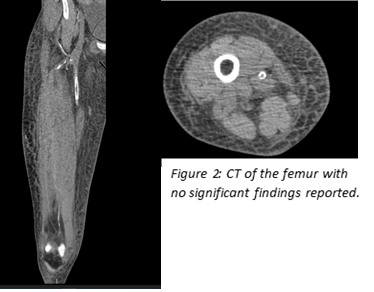 Figure 2: CT of the femur with
no significant findings reported.